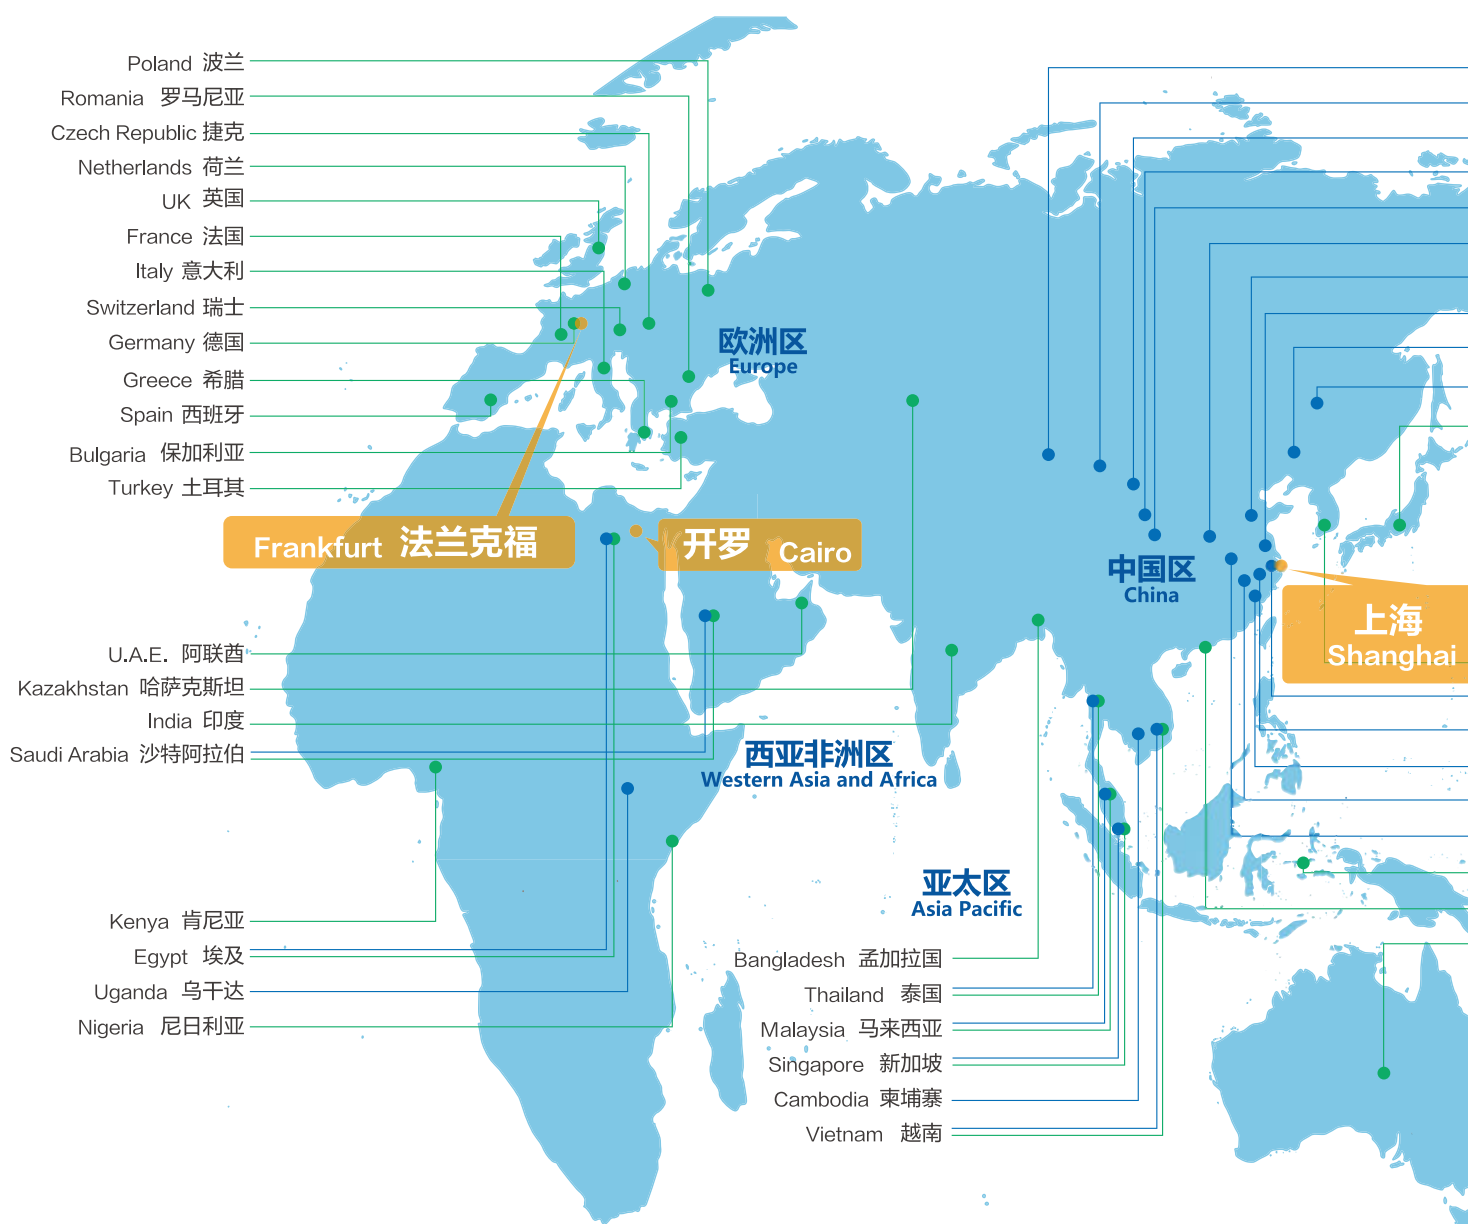 Poland 波兰
Romania 罗马尼亚
Czech Republic 捷克
Netherlands 荷兰
UK 英国
France 法国
Italy 意大利
Switzerland 瑞士
Germany 德国
Greece 希腊
Spain 西班牙
Bulgaria 保加利亚
Turkey 土耳其
欧洲区
Europe
Frankfurt 法兰克福
开罗 Cairo
中国区
China
上海
Shanghai
U.A.E. 阿联酋
Kazakhstan 哈萨克斯坦
India 印度
Saudi Arabia 沙特阿拉伯
西亚非洲区
Western Asia and Africa
亚太区
Asia Pacific
Kenya 肯尼亚
Egypt 埃及
Uganda 乌干达
Nigeria 尼日利亚
Bangladesh 孟加拉国
Thailand 泰国
Malaysia 马来西亚
Singapore 新加坡
Cambodia 柬埔寨
Vietnam 越南